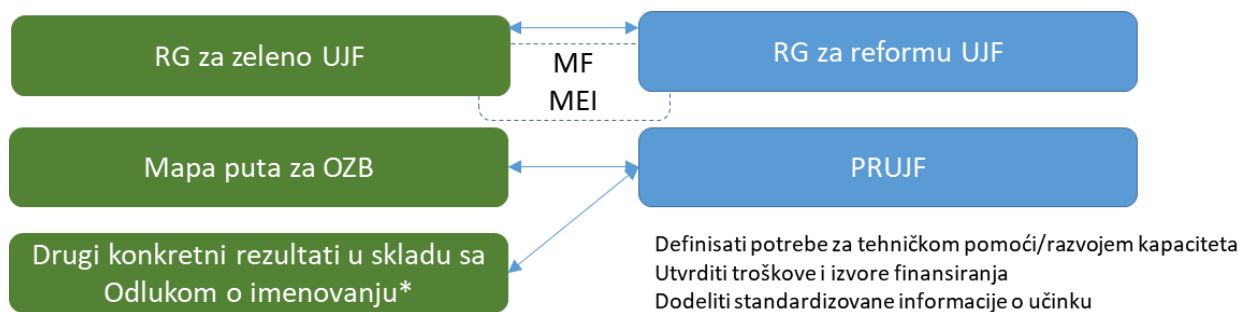 RG za zeleno UJF
MF
MEI
RG za reformu UJF
Mapa puta za OZB
PRUJF
Drugi konkretni rezultati u skladu sa
Odlukom o imenovanju*
Definisati potrebe za tehničkom pomoći/razvojem kapaciteta
Utvrditi troškove i izvore finansiranja
Dodeliti standardizovane informacije o učinku